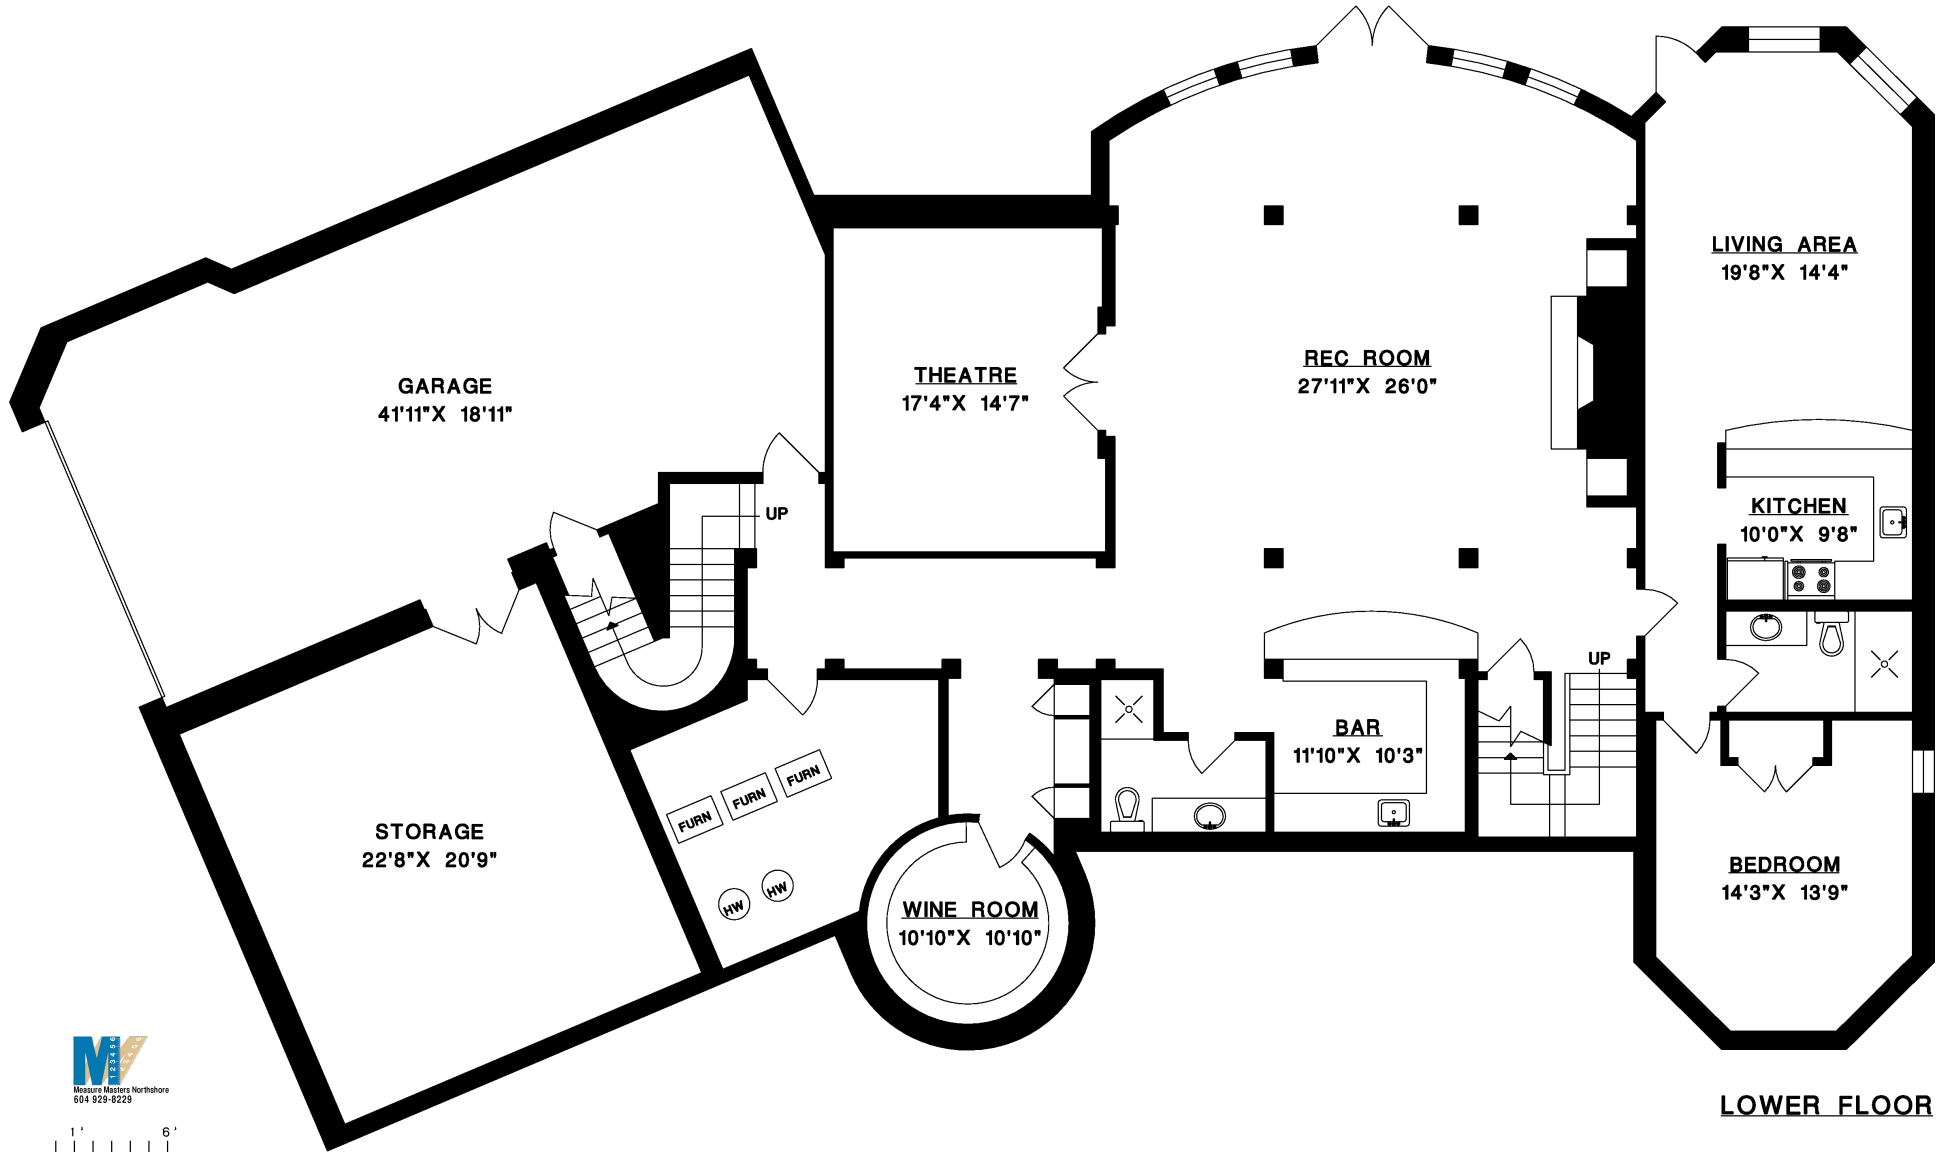 LIVING AREA
19'8"X 14'4"
REC ROOM
27'11"X 26'0"
THEATRE
17'4"X 14'7"
GARAGE
41'11"X 18'11"
UP
KITCHEN
10'0"X 9'8"
UP
BAR
11'10"X 10'3"
FURN
FURN
FURN
STORAGE
22'8"X 20'9"
BEDROOM
14'3"X 13'9"
HW
HW
WINE ROOM
10'10"X 10'10"
M
123456
123456
Measure Masters Northshore
604 929-8229
LOWER FLOOR
1' 6'